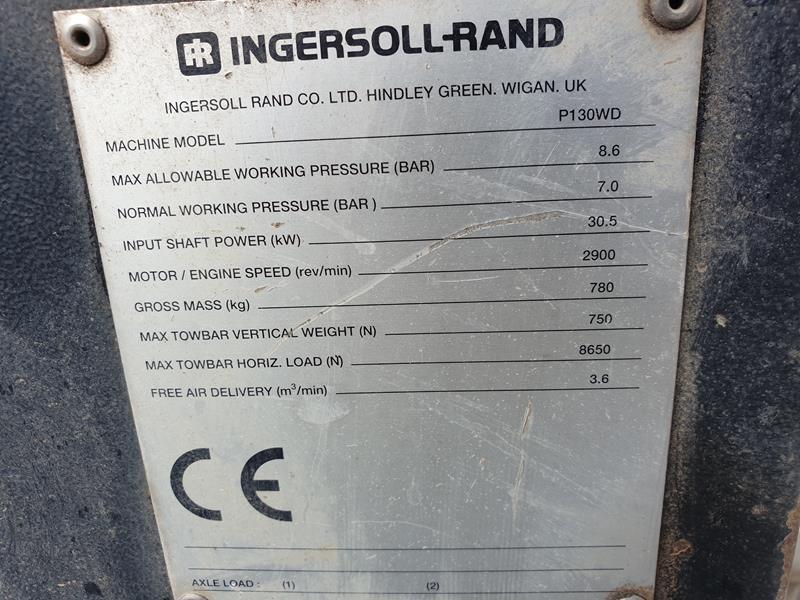 IR INGERSOLL-RAND
INGERSOLL RAND CO. LTD. HINDLEY GREEN. WIGAN. UK
MACHINE MODEL P130WD
MAX ALLOWABLE WORKING PRESSURE (BAR) 8.6
NORMAL WORKING PRESSURE (BAR ) 7.0
INPUT SHAFT POWER (kW) 30.5
MOTOR / ENGINE SPEED (rev/min) 2900
GROSS MASS (kg) 780
MAX TOWBAR VERTICAL WEIGHT (N) 750
MAX TOWBAR HORIZ. LOAD (N) 8650
FREE AIR DELIVERY (m³/min) 3.6
CE
AXLE LOAD : (1) (2)